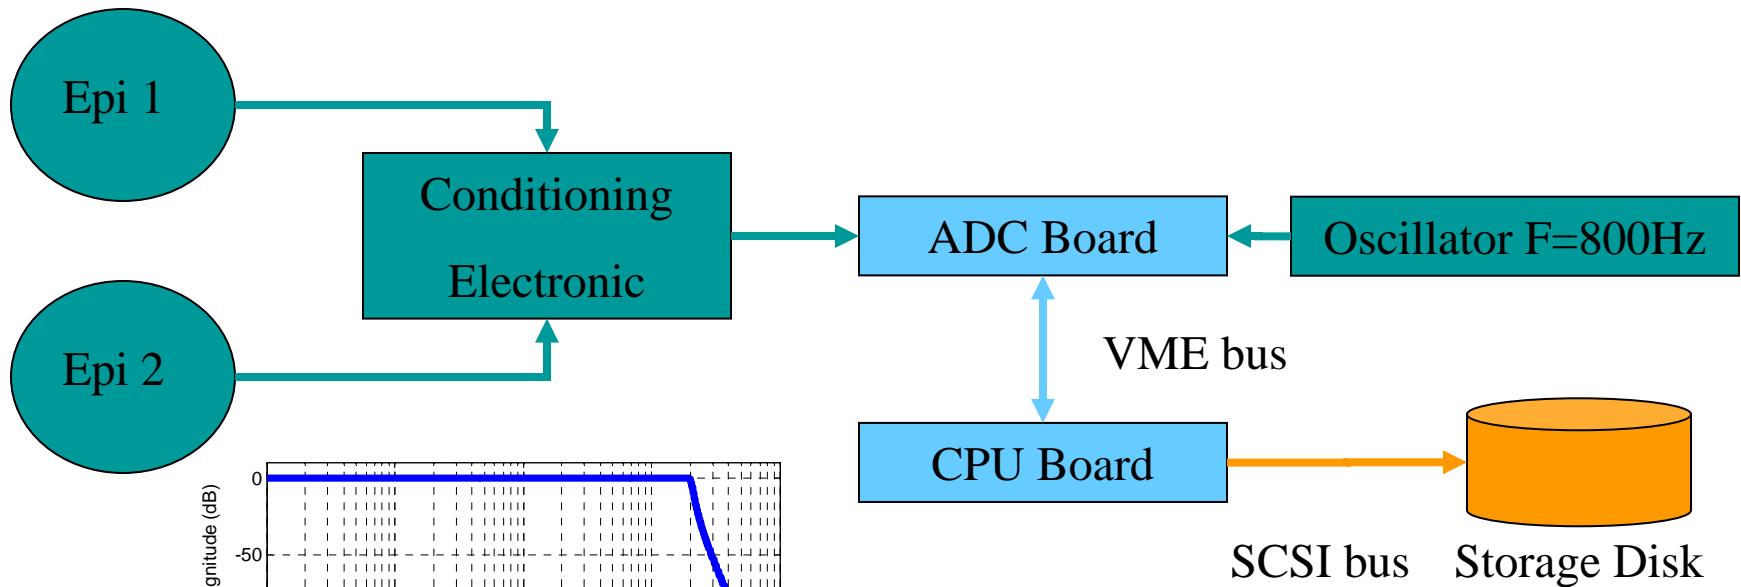 Epi 1
Conditioning
Electronic
ADC Board
Oscillator F=800Hz
Epi 2
VME bus
CPU Board
SCSI bus
Storage Disk
0
-50